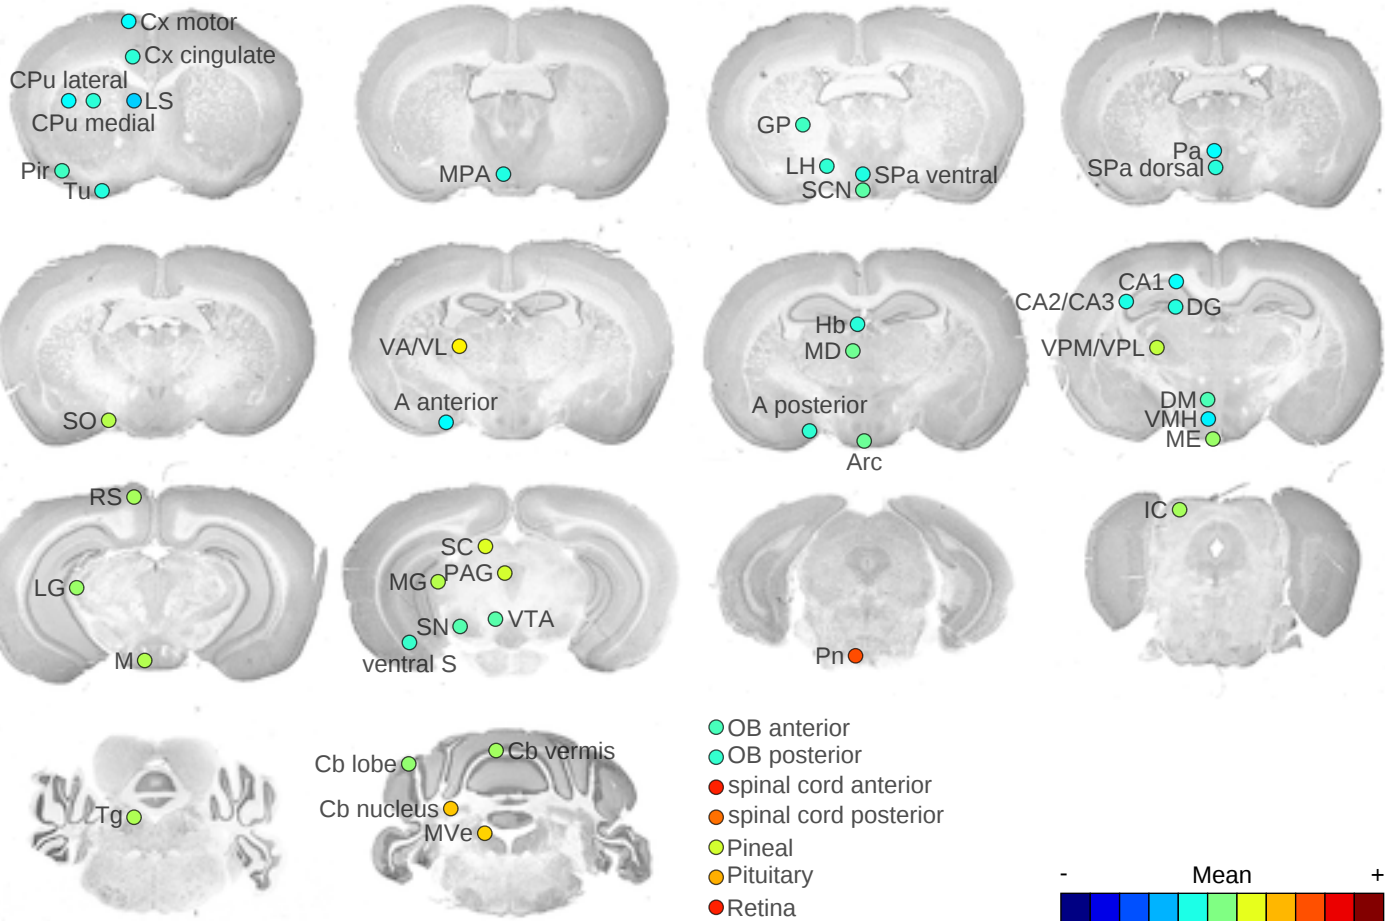 Cx motor
Cx cingulate
CPu lateral
LS
CPu medial
Pir
Tu
MPA
GP
LH
SPa ventral
SCN
Pa
SPa dorsal
SO
VA/VL
A anterior
Hb
MD
A posterior
Arc
CA1
CA2/CA3
DG
VPM/VPL
DM
VMH
ME
RS
LG
M
SC
PAG
MG
VTA
SN
ventral S
Pn
IC
Tg
Cb lobe
Cb vermis
Cb nucleus
MVe
OB anterior
OB posterior
spinal cord anterior
spinal cord posterior
Pineal
Pituitary
Retina
- Mean +